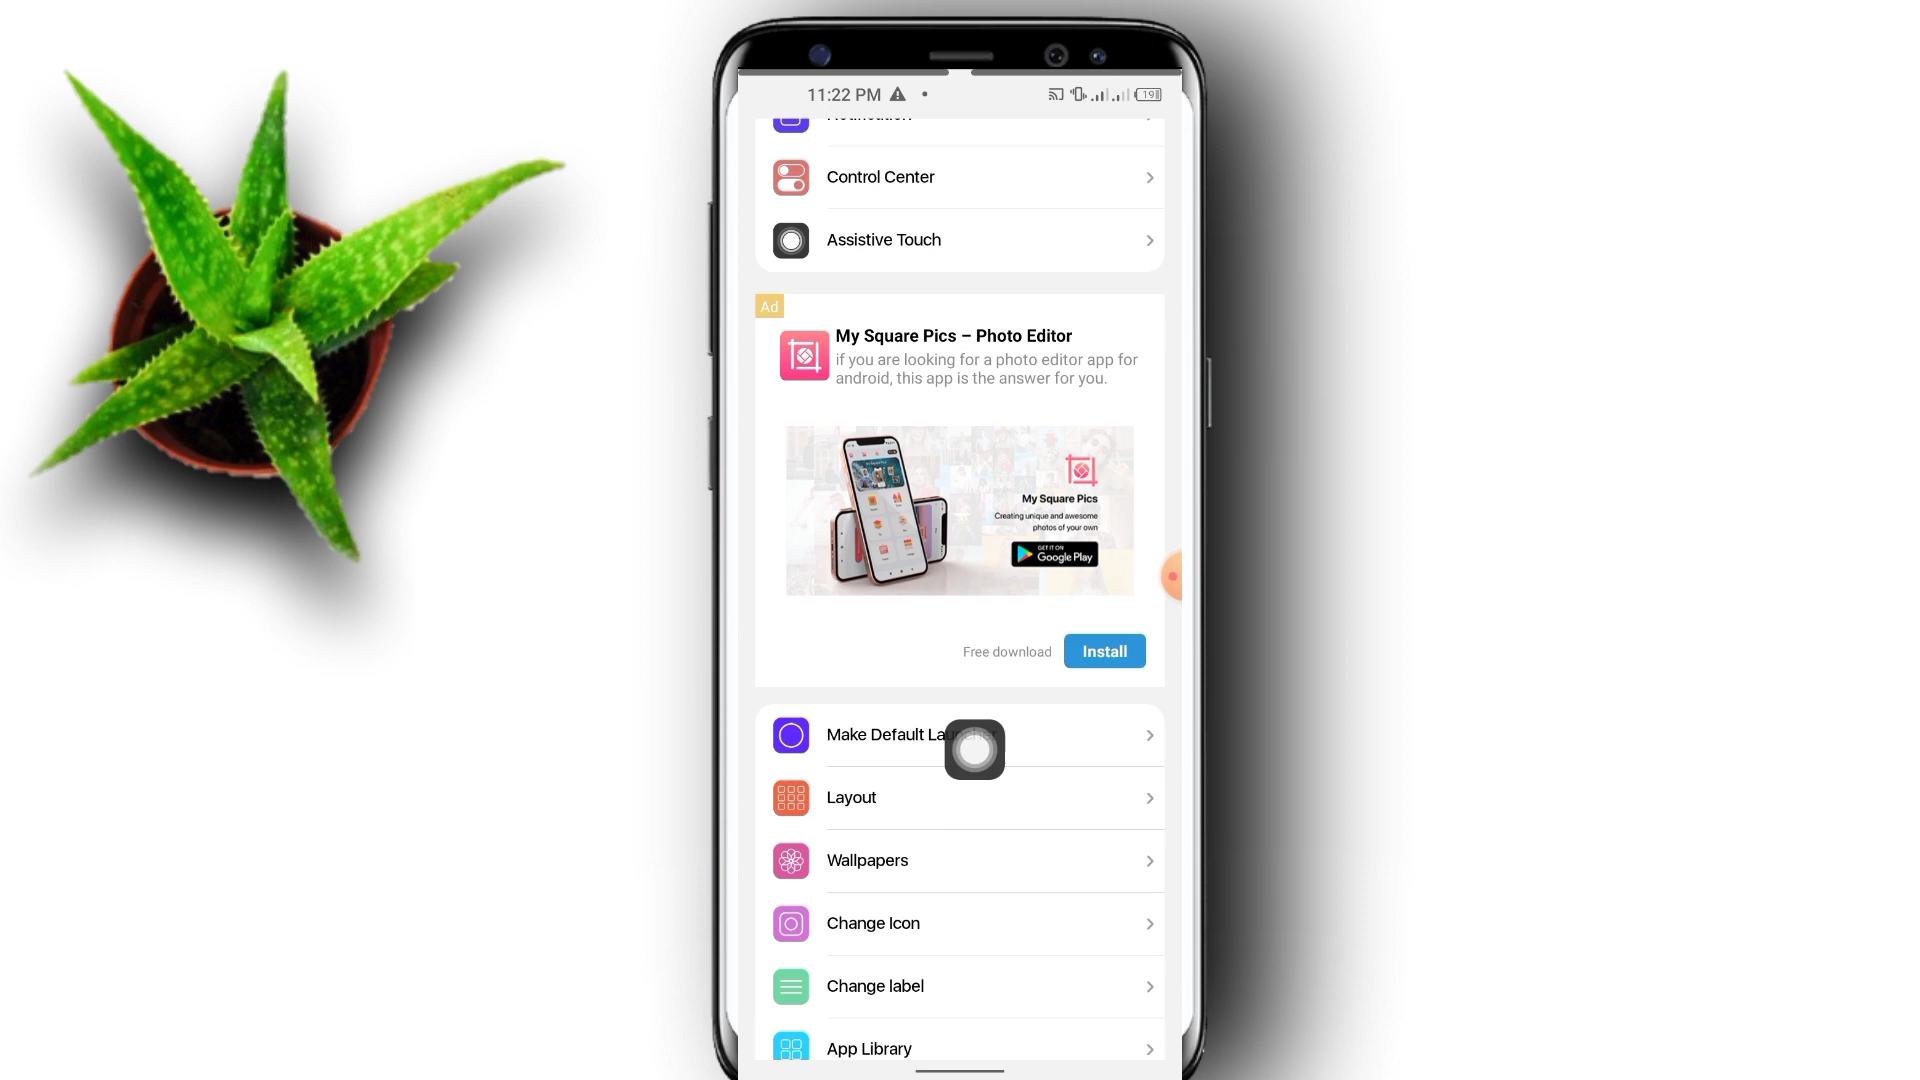 11:22 PM
19
Notification
Control Center
Assistive Touch
Ad
My Square Pics – Photo Editor
if you are looking for a photo editor app for
android, this app is the answer for you.
My Square Pics
Creating unique and awesome
photos of your own
GET IT ON
Google Play
Free download
Install
Make Default Launcher
Layout
Wallpapers
Change Icon
Change label
App Library